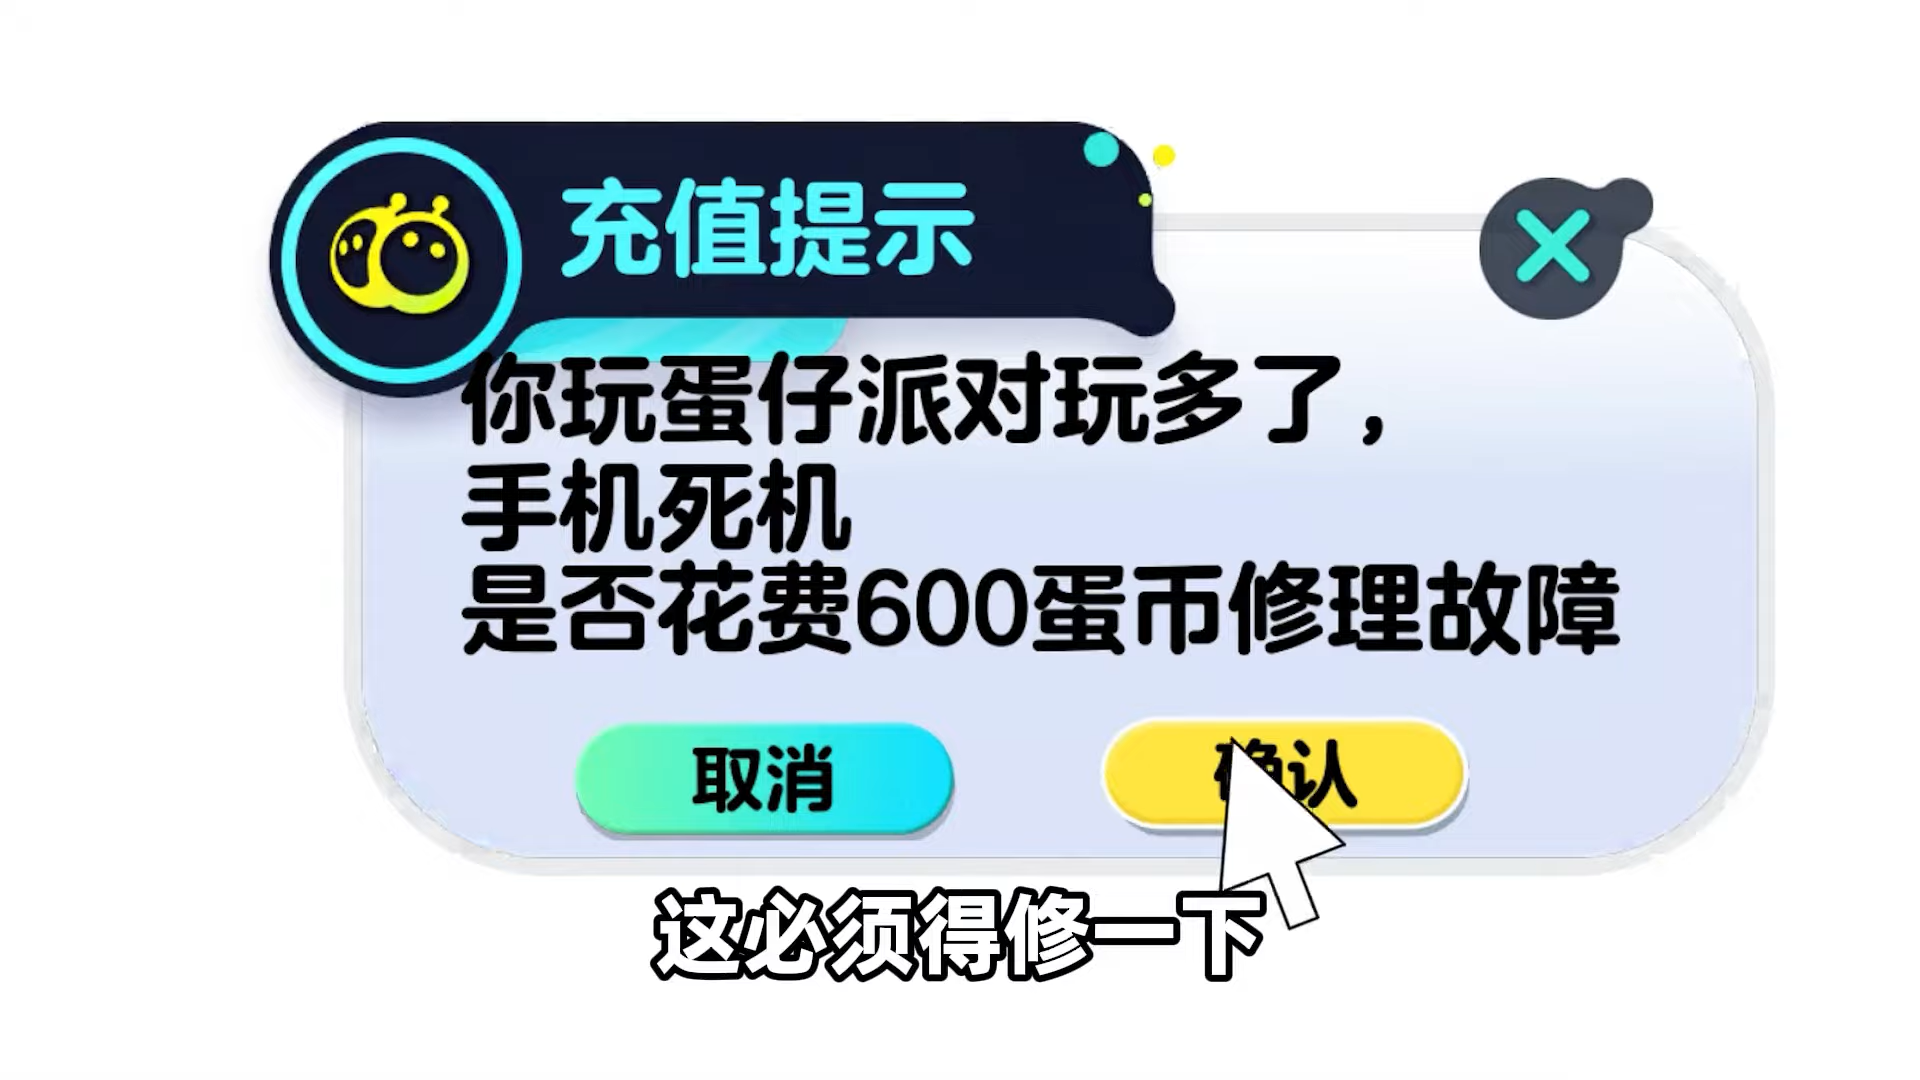 充值提示
你玩蛋仔派对玩多了，
手机死机
是否花费600蛋币修理故障
取消
确认
这必须得修一下